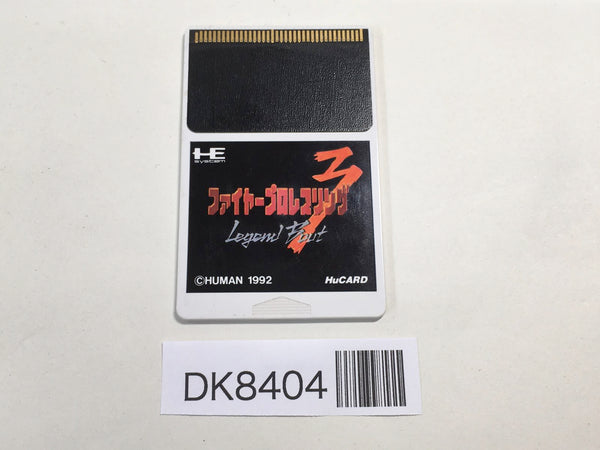 HE
system
3
ファイヤープロレスリング
Legend Bout
©HUMAN 1992
HuCARD
DK8404